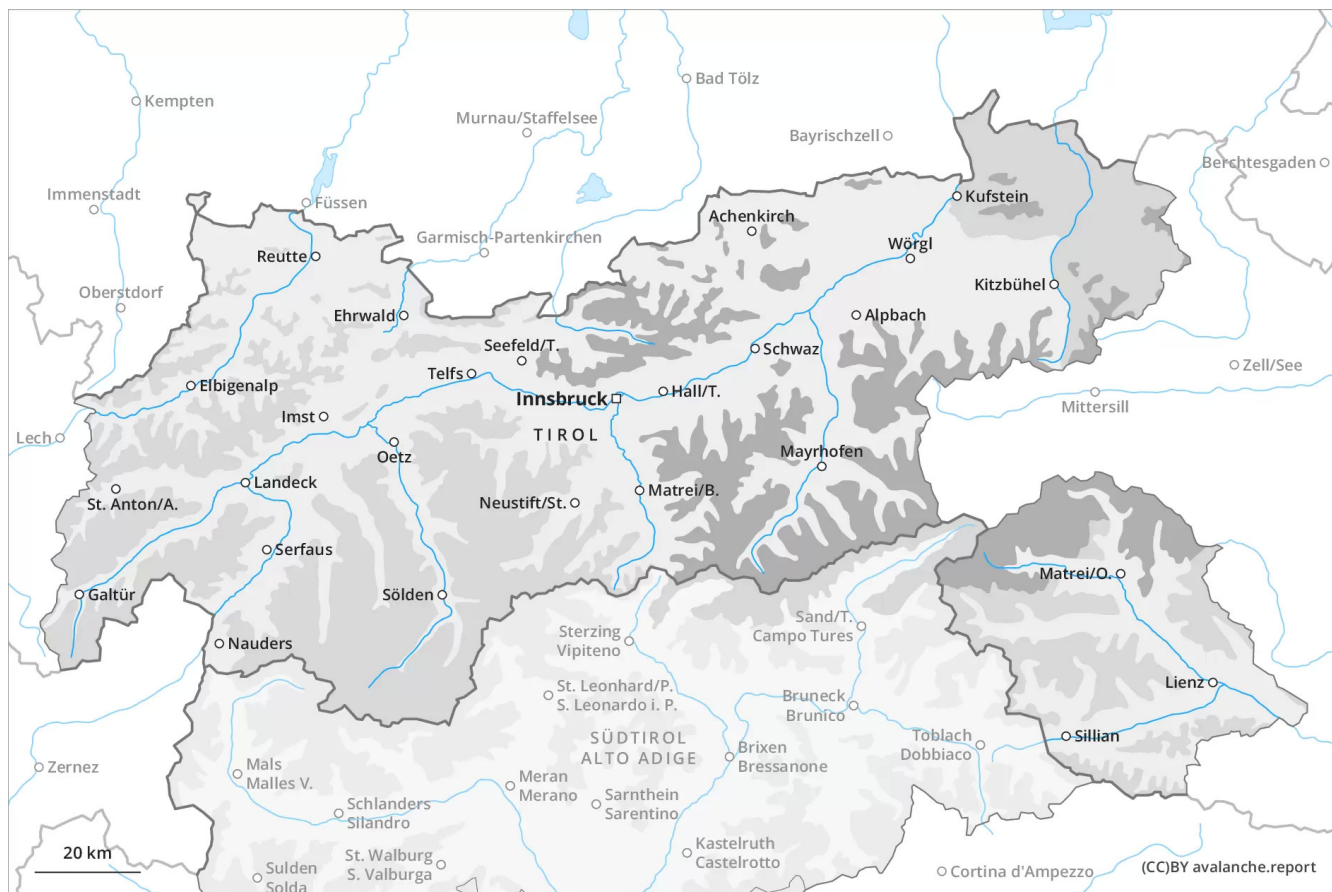 Bad Tölz
Kempten
Murnau/Staffelsee
Bayrischzell
Berchtesgaden
Immenstadt
Füssen
Kufstein
Achenkirch
Garmisch-Partenkirchen
Wörgl
Reutte
Oberstdorf
Kitzbühel
Ehrwald
Alpbach
Seefeld/T.
Schwaz
Zell/See
Telfs
Elbigenalp
Hall/T.
Innsbruck
Mittersill
Imst
TIROL
Lech
Oetz
Mayrhofen
Landeck
Matrei/B.
St. Anton/A.
Neustift/St.
Serfaus
Matrei/O.
Galtür
Sölden
Sand/T.
Campo Tures
Sterzing
Vipiteno
Nauders
Lienz
St. Leonhard/P.
S. Leonardo i. P.
Bruneck
Brunico
Sillian
SÜDTIROL
ALTO ADIGE
Toblach
Dobbiaco
Brixen
Bressanone
Zernez
Mals
Malles V.
Meran
Merano
Sarnthein
Sarentino
Schlanders
Silandro
Kastelruth
Castelrotto
20 km
St. Walburg
S. Valburga
Sulden
Solda
Cortina d'Ampezzo
(CC)BY avalanche.report